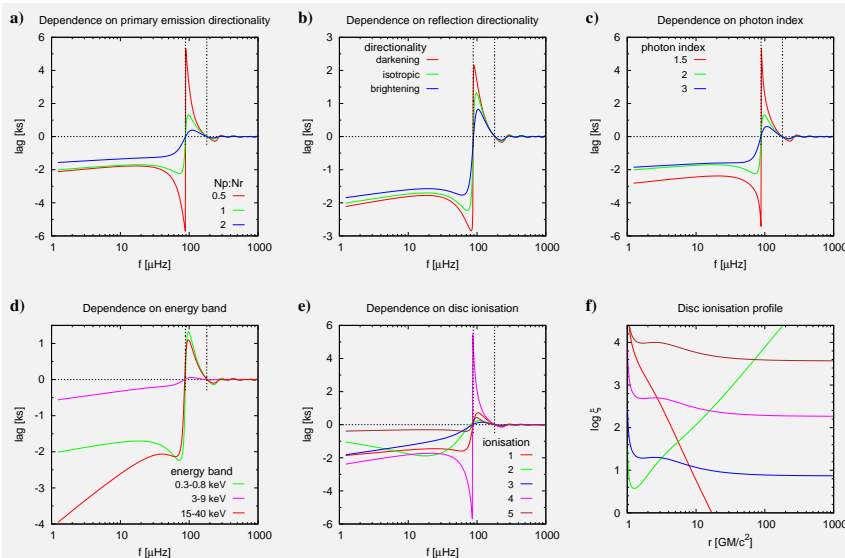 a) Dependence on primary emission directionality
lag [ks]
6
4
2
0
-2
-4
-6
Np:Nr
0.5
1
2
1 10 100 1000
f [μHz]
b) Dependence on reflection directionality
lag [ks]
3
2
1
0
-1
-2
-3
directionality
darkening
isotropic
brightening
1 10 100 1000
f [μHz]
c) Dependence on photon index
lag [ks]
6
4
2
0
-2
-4
-6
photon index
1.5
2
3
1 10 100 1000
f [μHz]
d) Dependence on energy band
lag [ks]
1
0
-1
-2
-3
-4
energy band
0.3-0.8 keV
3-9 keV
15-40 keV
1 10 100 1000
f [μHz]
e) Dependence on disc ionisation
lag [ks]
6
5
4
3
2
1
0
-1
-2
-3
-4
-5
-6
ionisation
1
2
3
4
5
1 10 100 1000
f [μHz]
f) Disc ionisation profile
log ξ
4
3
2
1
0
1 10 100 1000
r [GM/c²]